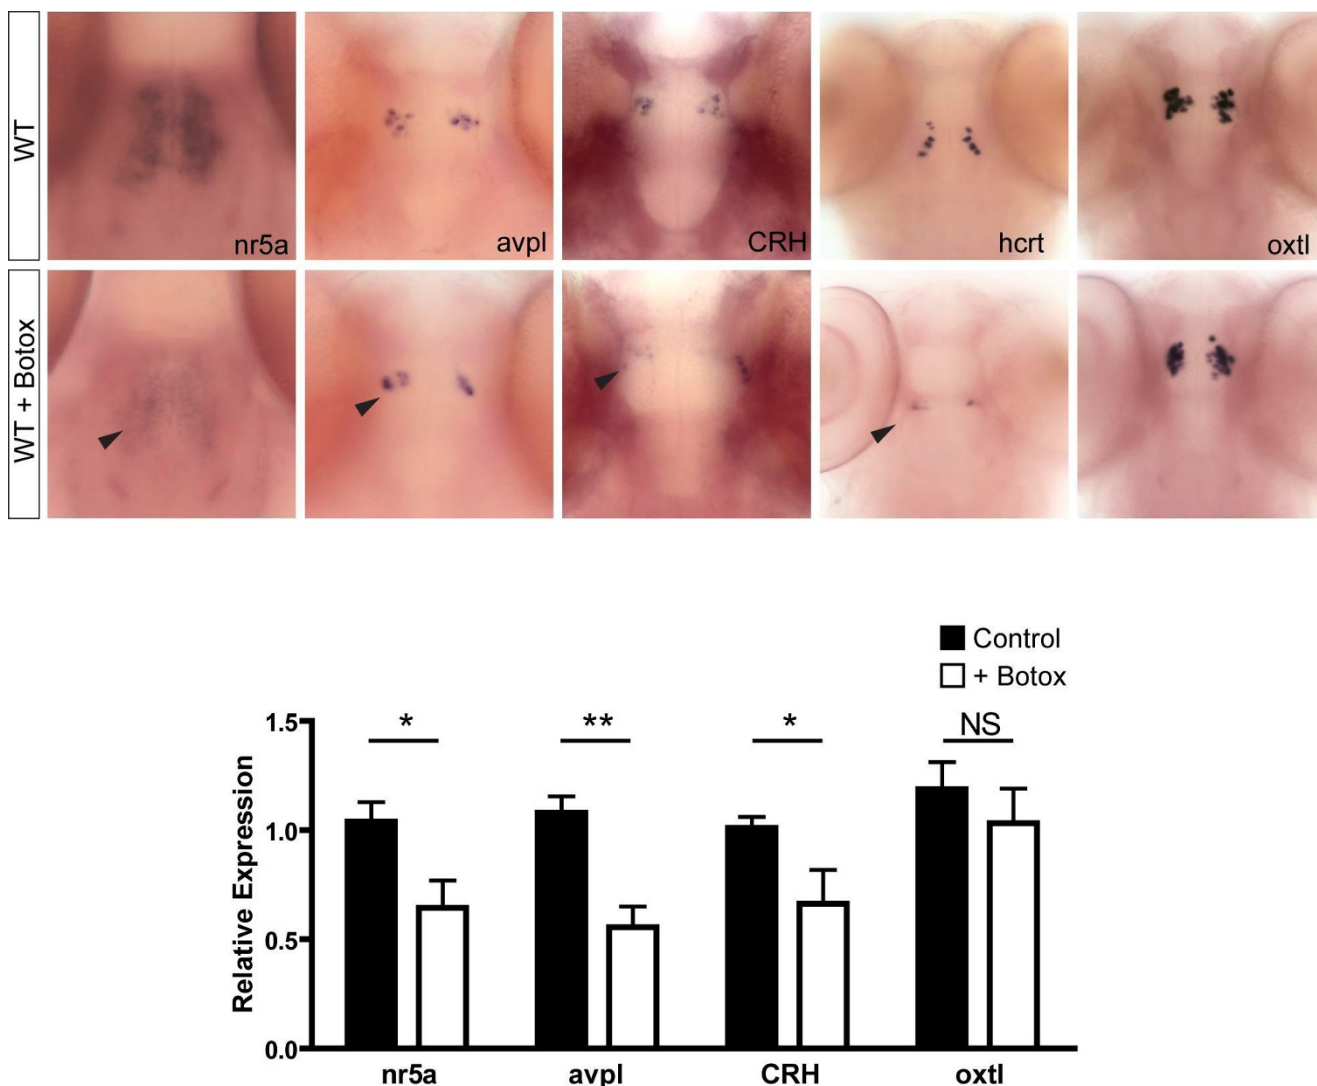 WT
nr5a
avpl
CRH
hcrt
oxtl
WT + Botox
Control
+ Botox
Relative Expression
1.5
1.0
0.5
0.0
*
**
*
NS
nr5a
avpl
CRH
oxtl